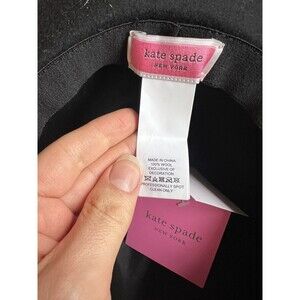 kate spade
NEW YORK
MADE IN CHINA
100% WOOL
EXCLUSIVE OF
DECORATION
PROFESSIONALLY SPOT
CLEAN ONLY
kate spade
NEW YORK